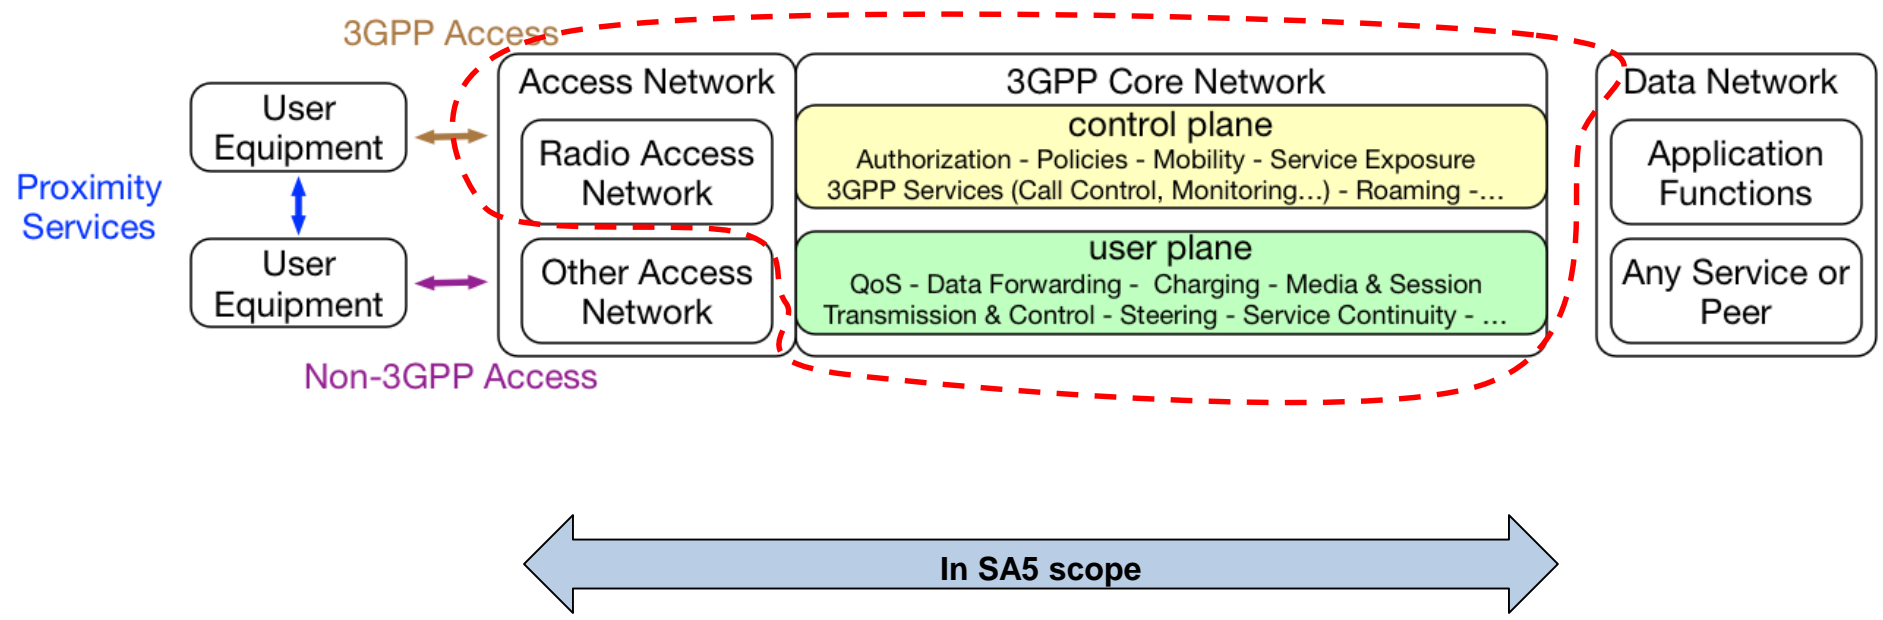 3GPP Access
User
Equipment
Proximity
Services
User
Equipment
Non-3GPP Access
Access Network
Radio Access
Network
Other Access
Network
3GPP Core Network
control plane
Authorization - Policies - Mobility - Service Exposure
3GPP Services (Call Control, Monitoring...) - Roaming -...
user plane
QoS - Data Forwarding -  Charging - Media & Session
Transmission & Control - Steering - Service Continuity - ...
Data Network
Application
Functions
Any Service or
Peer
In SA5 scope